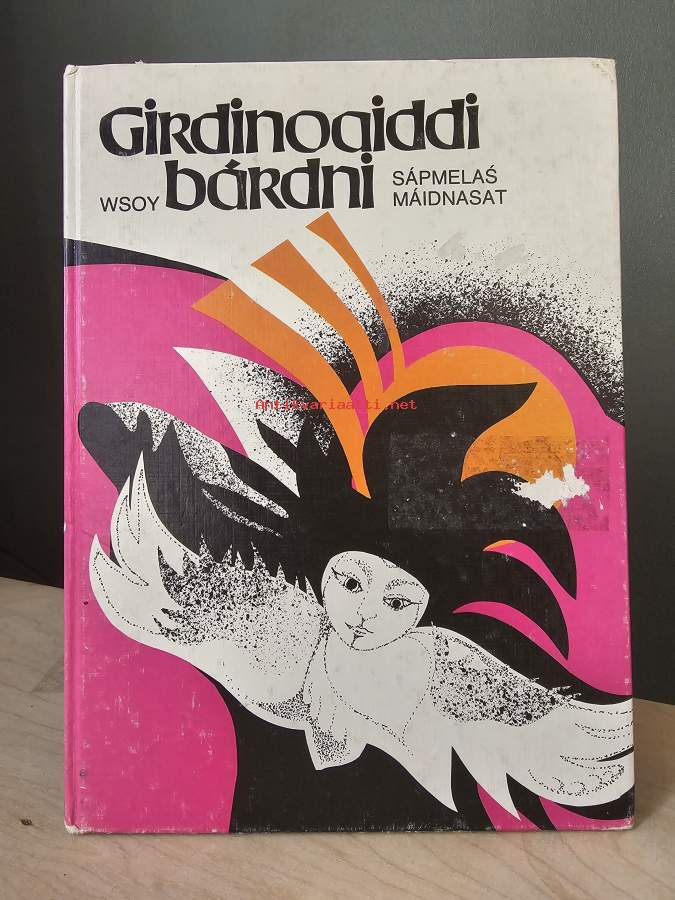 Girdinoaiddi
WSOY bárdni SÁPMELAŚ
MÁIDNASAT
Antikvariaatti.net